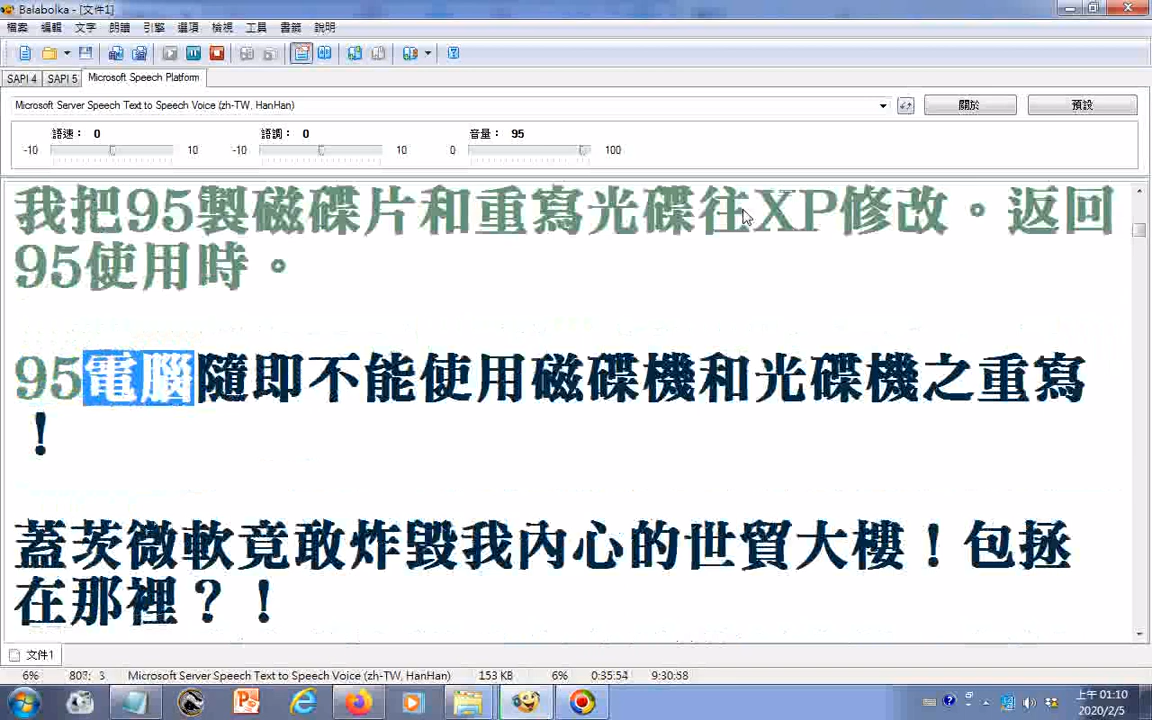 Balabolka - [文件1]
檔案 編輯 文字 朗讀 引擎 選項 檢視 工具 書籤 說明
SAPI 4 SAPI 5 Microsoft Speech Platform
Microsoft Server Speech Text to Speech Voice (zh-TW, HanHan) 關於 預設
語速： 0 語調： 0 音量： 95
-10 10 -10 10 0 100
我把95製磁碟片和重寫光碟往XP修改。返回
95使用時。
95電腦隨即不能使用磁碟機和光碟機之重寫
！
蓋茨微軟竟敢炸毀我內心的世貿大樓！包拯
在那裡？！
文件1
6% 3 Microsoft Server Speech Text to Speech Voice (zh-TW, HanHan) 153 KB 6% 0:35:54 9:30:58
上午 01:10
2020/2/5